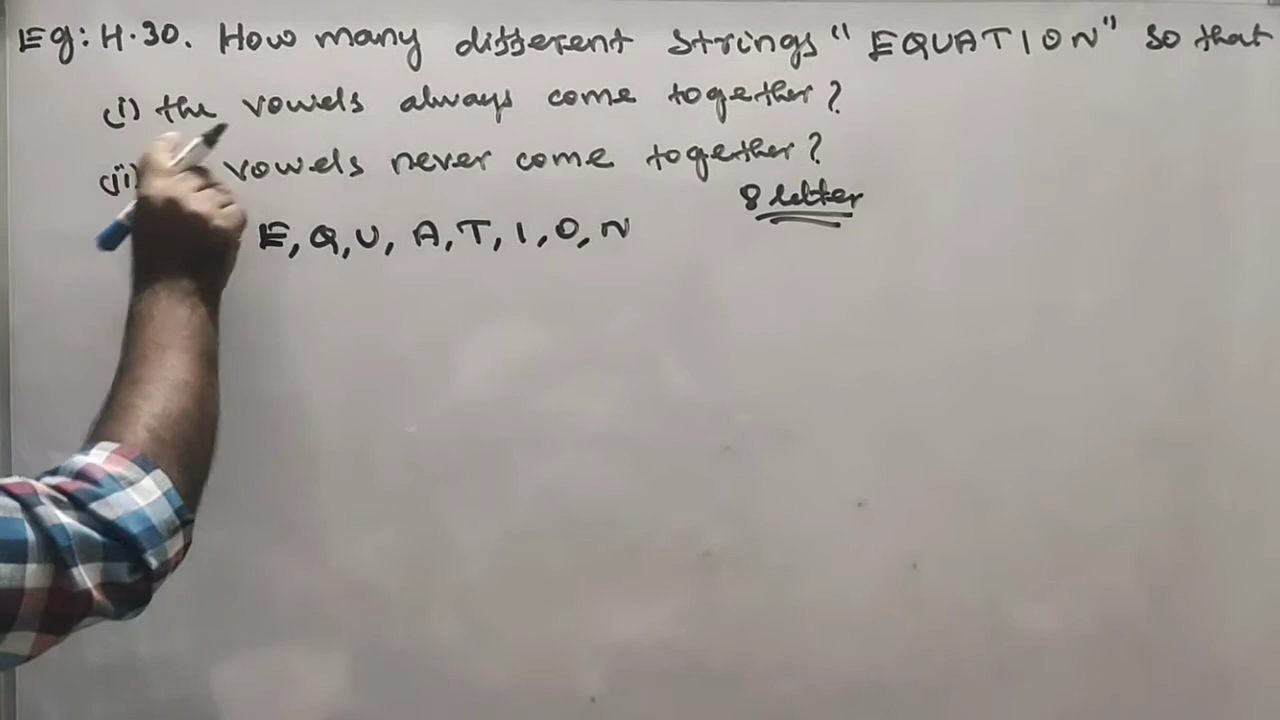 Eg: 4.30. How many different strings "EQUATION" so that
(i) the vowels always come together?
(ii) vowels never come together?
8 letter
E, Q, U, A, T, I, O, N